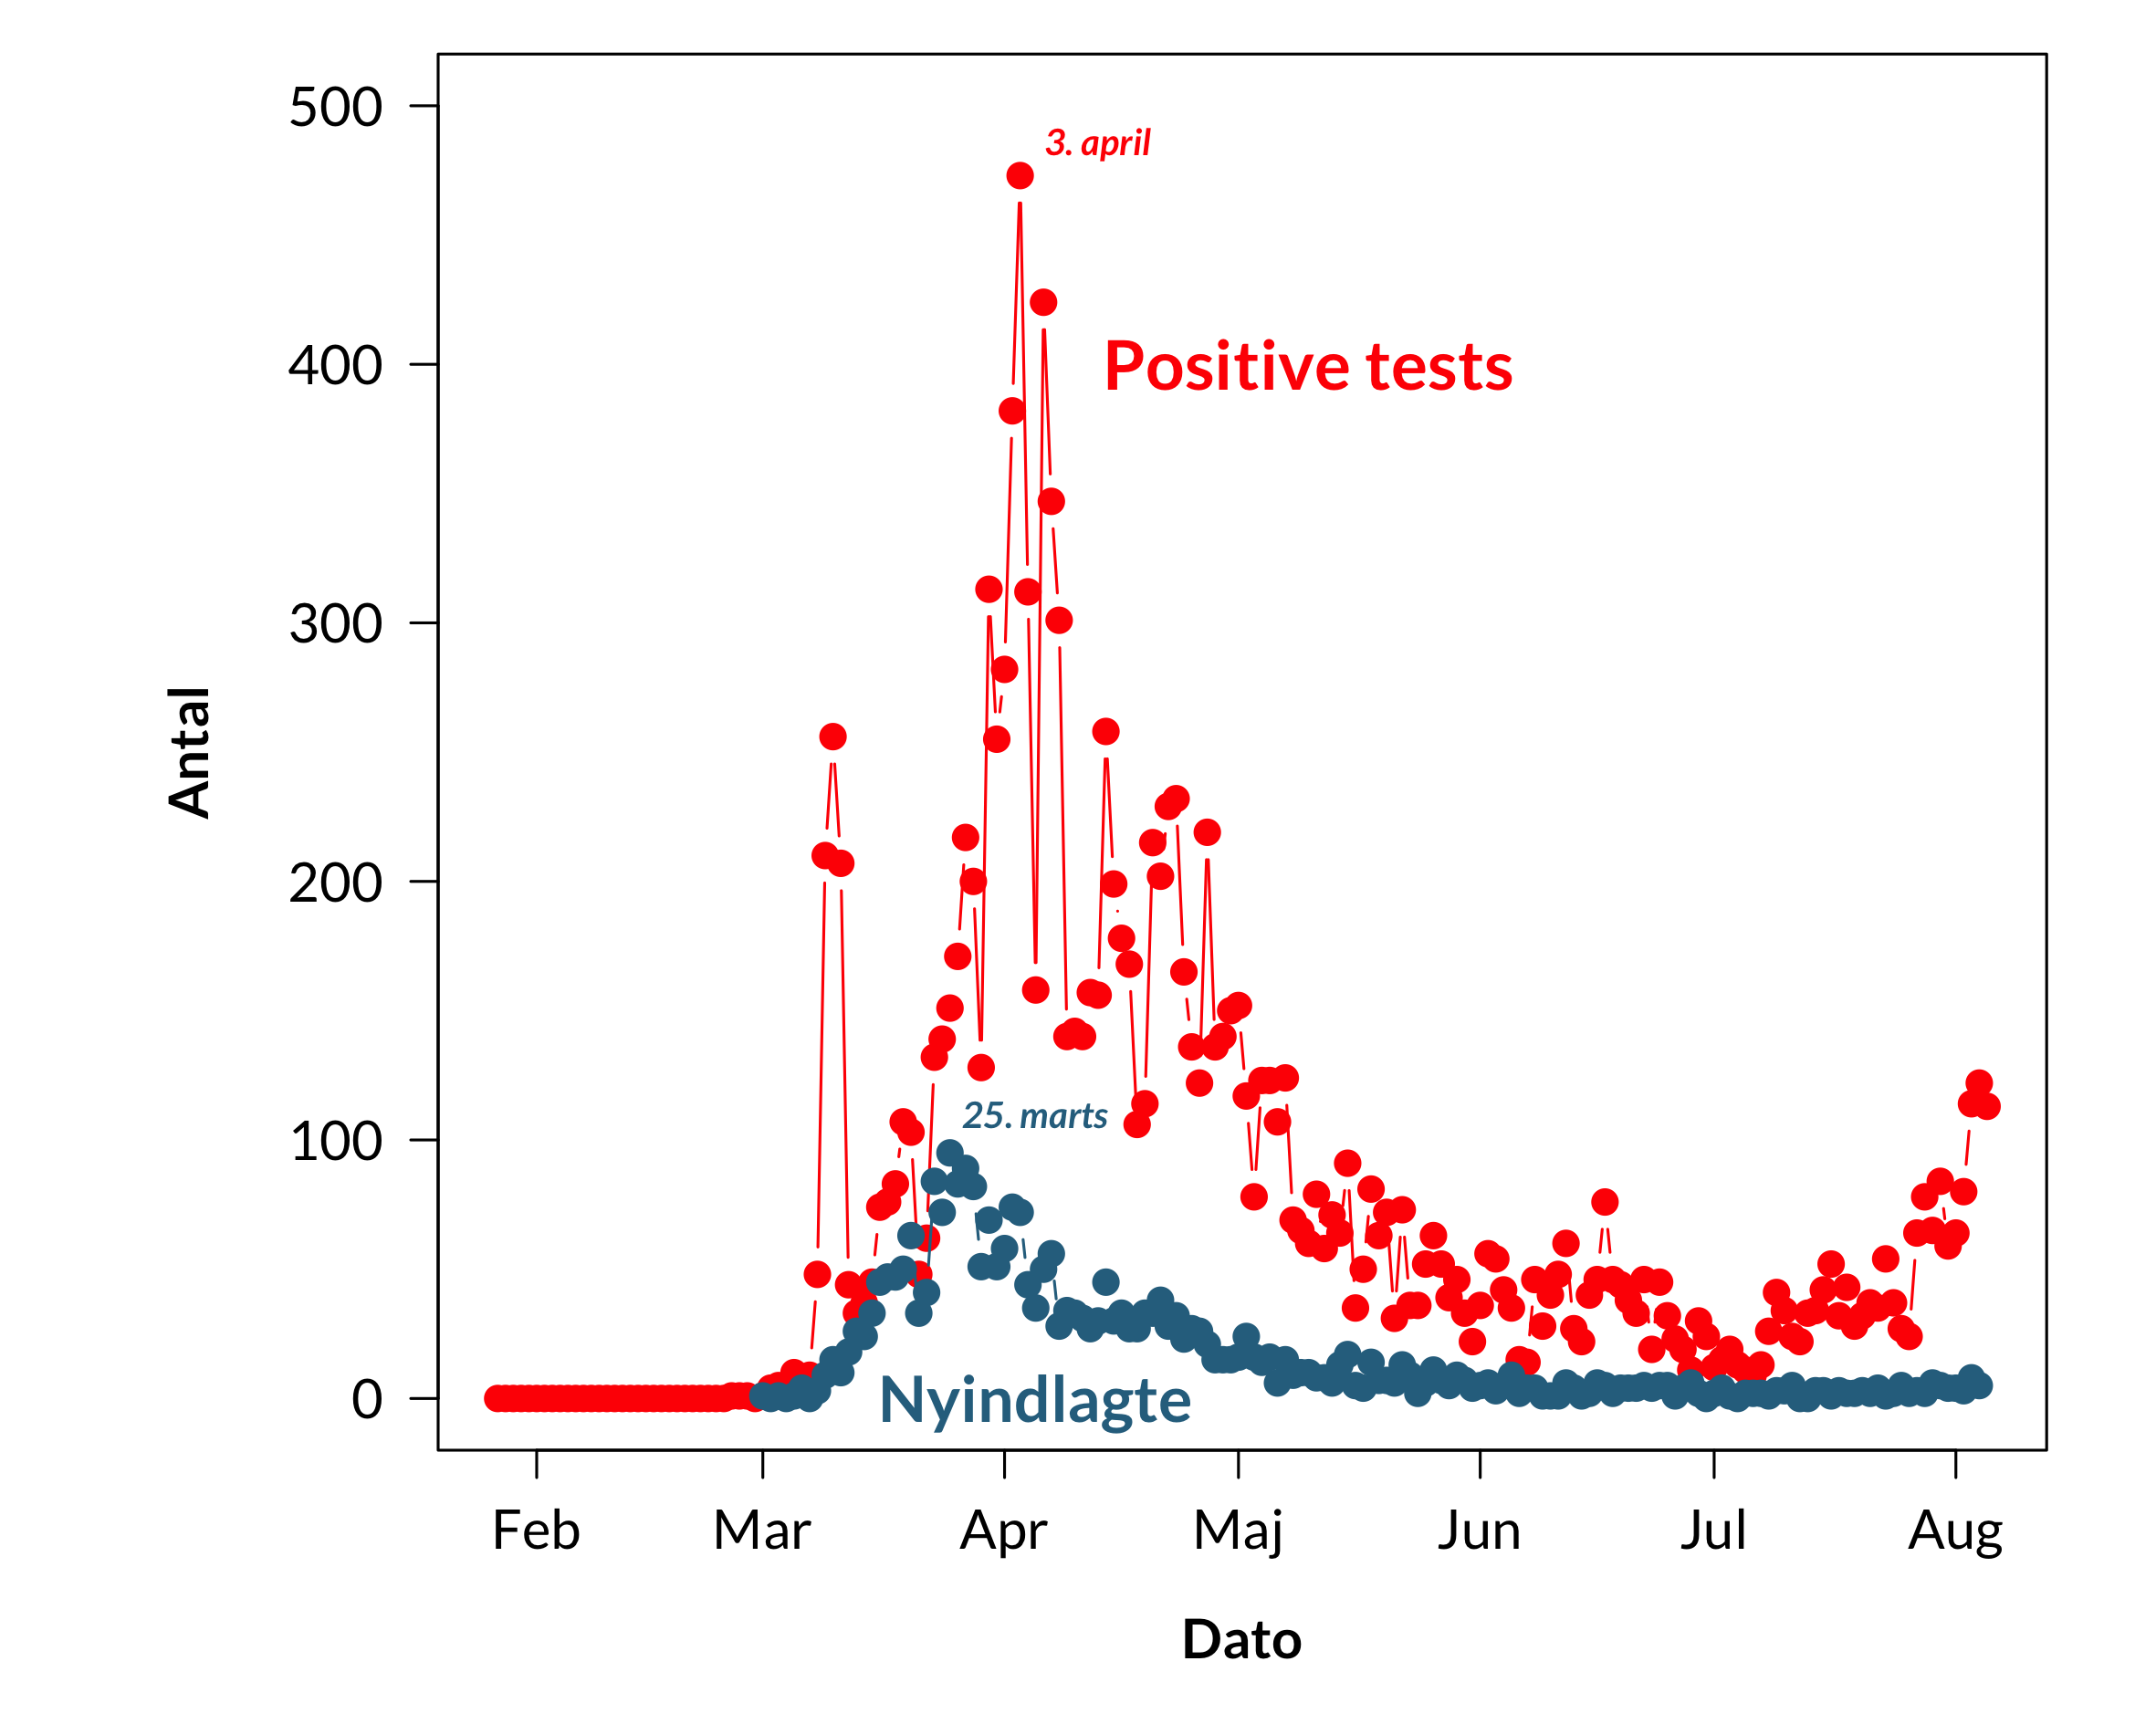 500
3. april
400
Positive tests
300
Antal
200
25. marts
100
0
Nyindlagte
Feb Mar Apr Maj Jun Jul Aug
Dato